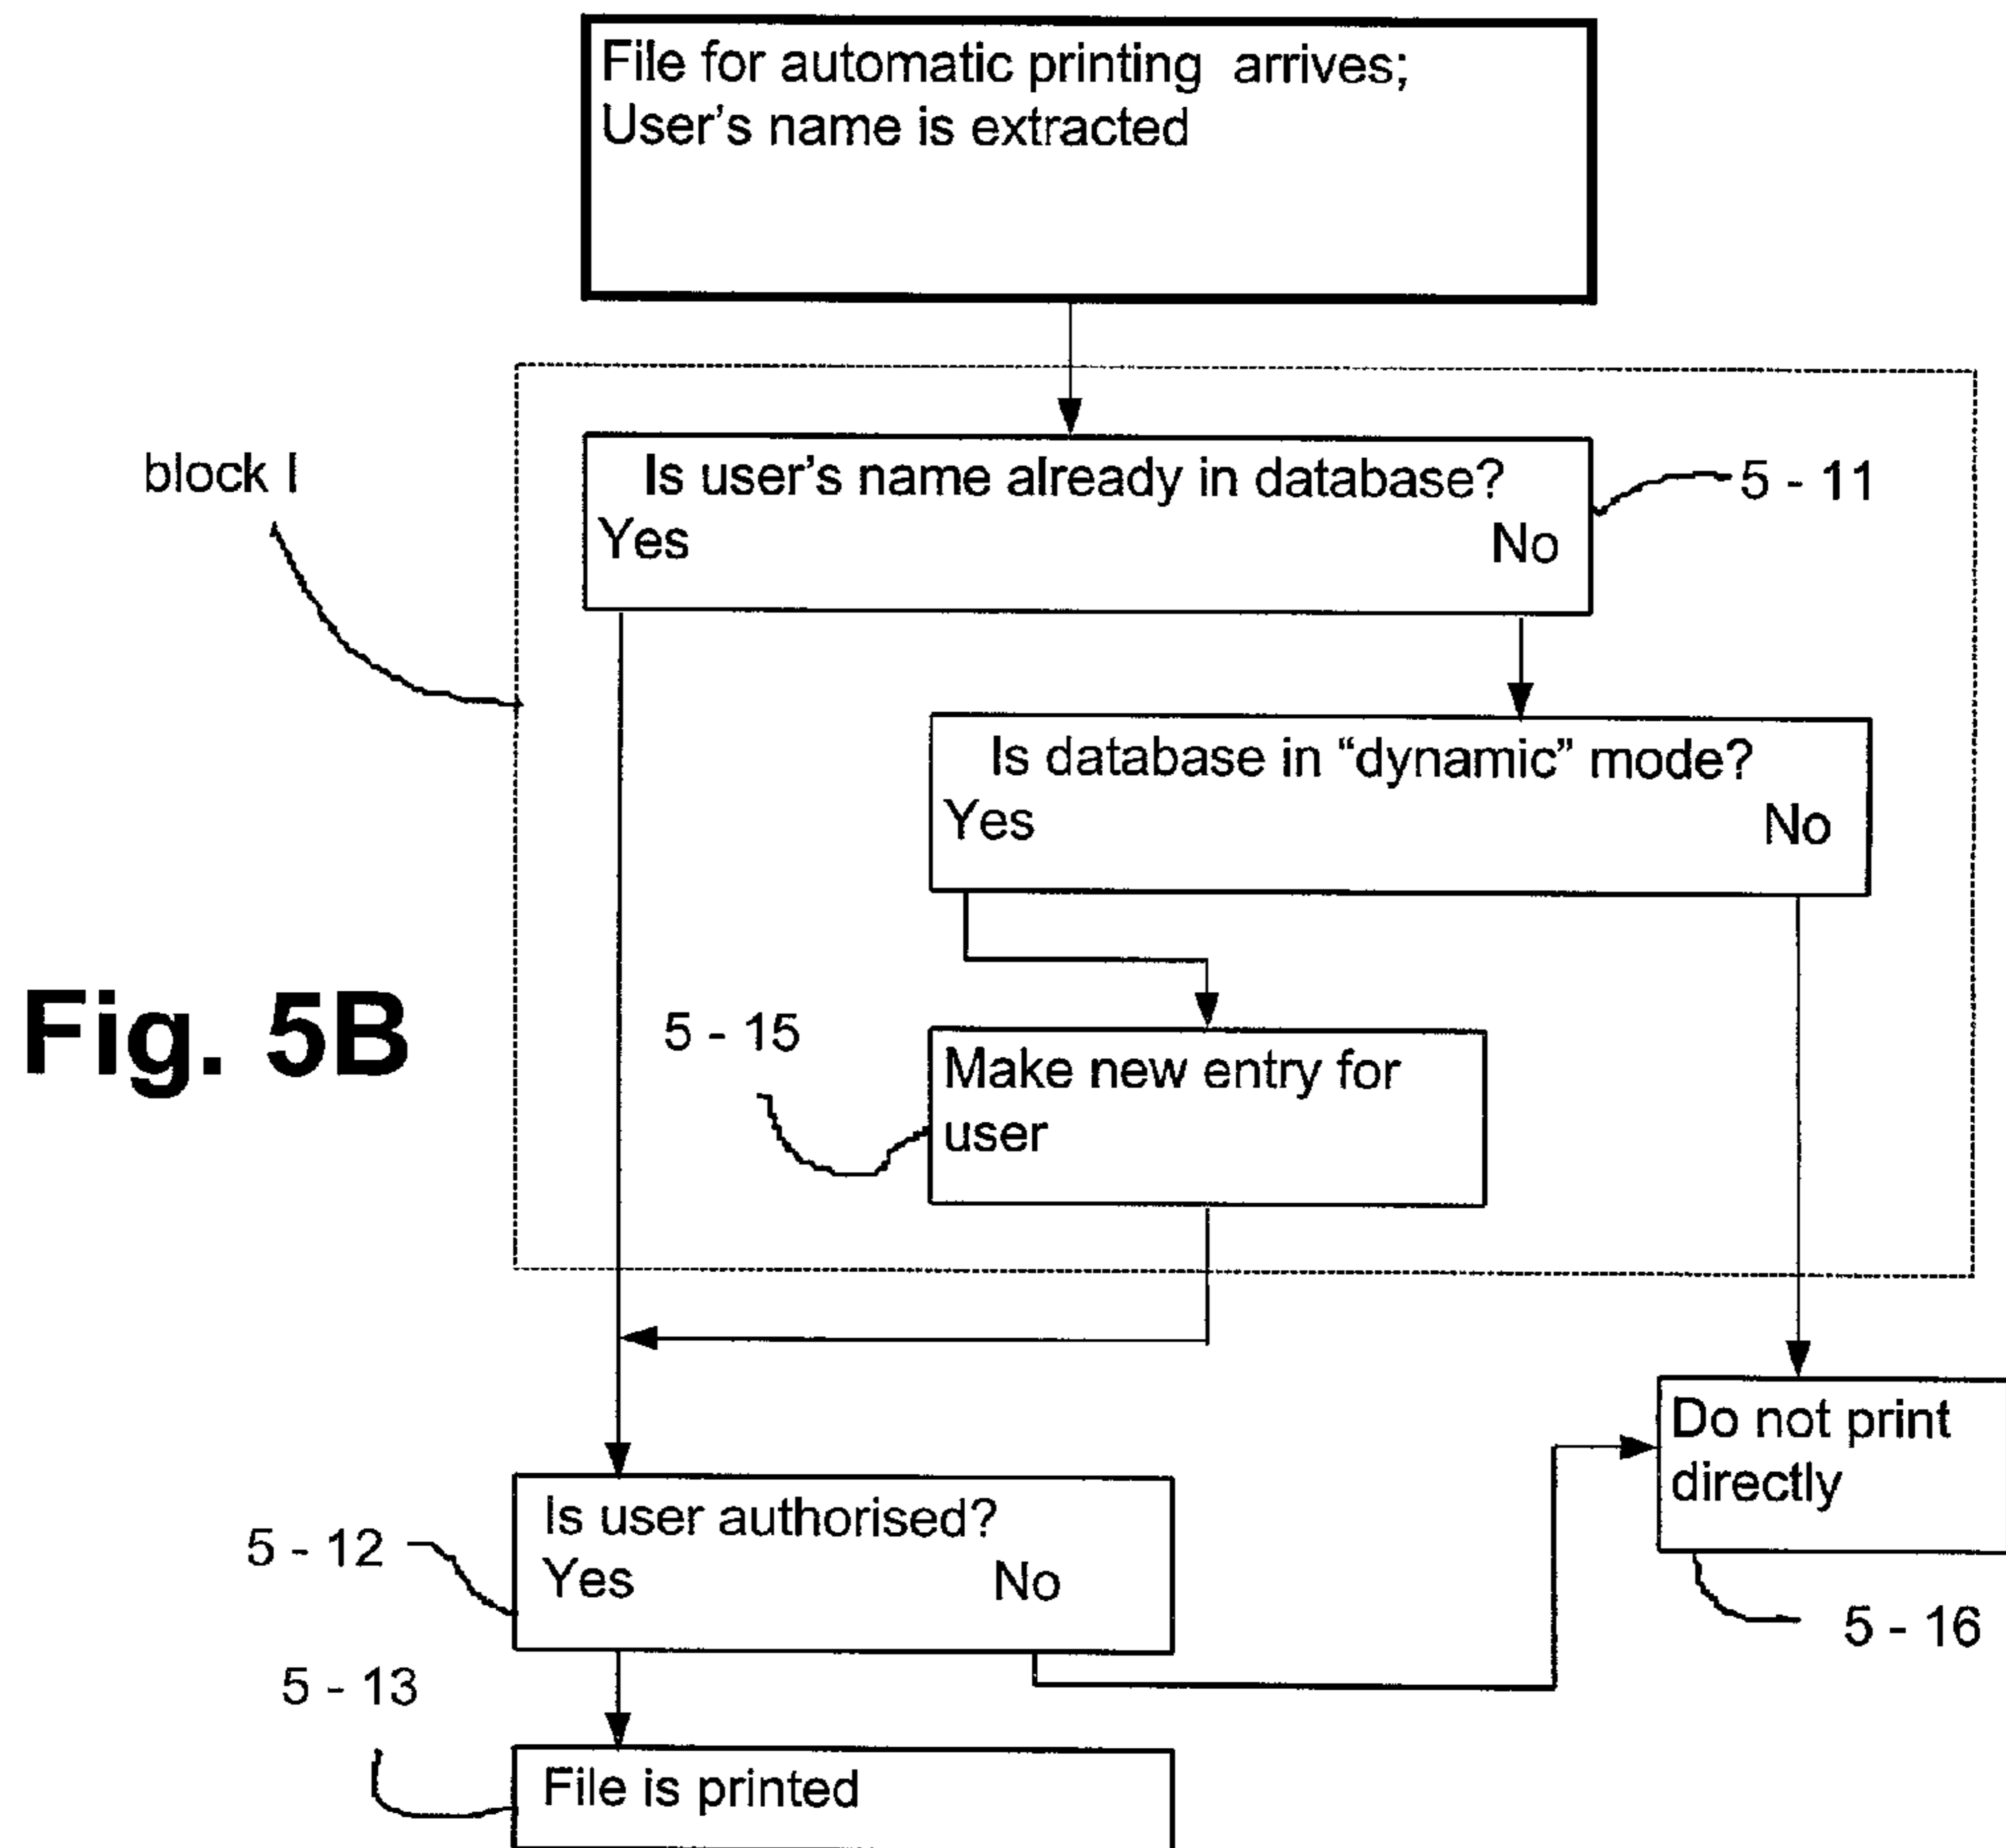 File for automatic printing arrives;
User's name is extracted
block I
Is user's name already in database?
Yes No
5 - 11
Is database in “dynamic” mode?
Yes No
Fig. 5B
5 - 15
Make new entry for
user
Do not print
directly
5 - 16
Is user authorised?
Yes No
5 - 12
5 - 13
File is printed